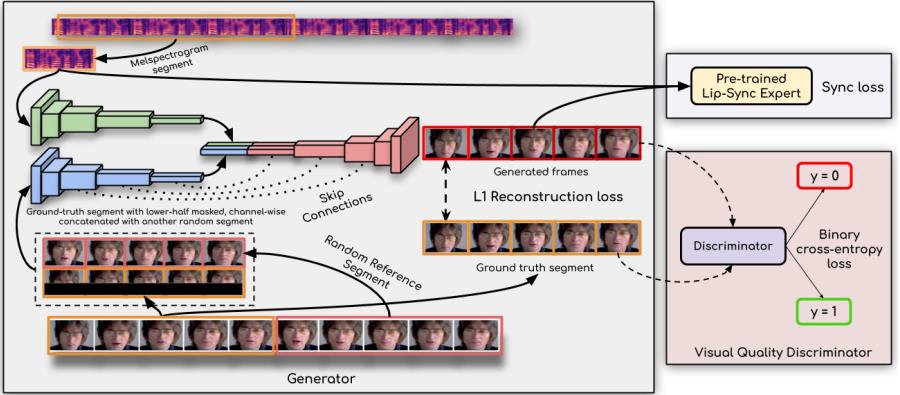 Melspectrogram
segment
Pre-trained
Lip-Sync Expert
Sync loss
Generated frames
L1 Reconstruction loss
Skip
Connections
Ground-truth segment with lower-half masked, channel-wise
concatenated with another random segment
Random Reference
Segment
Ground truth segment
y = 0
Discriminator
Binary
cross-entropy
loss
y = 1
Visual Quality Discriminator
Generator